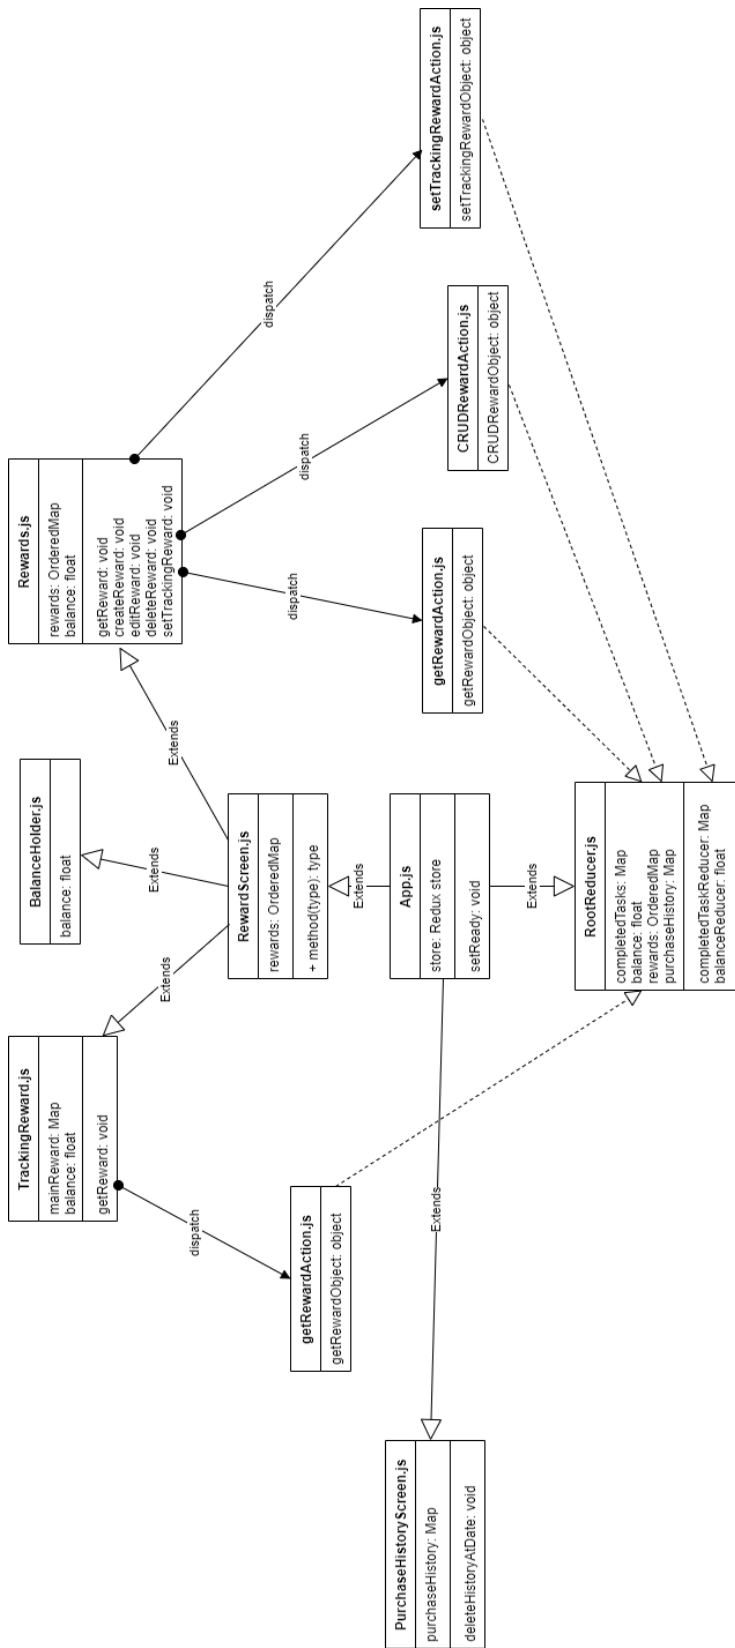 TrackingReward.js
mainReward: Map
balance: float
getReward: void
BalanceHolder.js
balance: float
Rewards.js
rewards: OrderedMap
balance: float
getReward: void
createReward: void
editReward: void
deleteReward: void
setTrackingReward: void
Extends
Extends
Extends
dispatch
dispatch
dispatch
dispatch
RewardScreen.js
rewards: OrderedMap
+ method(type): type
getRewardAction.js
getRewardObject: object
Extends
PurchaseHistoryScreen.js
purchaseHistory: Map
deleteHistoryAtDate: void
Extends
App.js
store: Redux store
setReady: void
getRewardAction.js
getRewardObject: object
CRUDRewardAction.js
CRUDRewardObject: object
setTrackingRewardAction.js
setTrackingRewardObject: object
Extends
RootReducer.js
completedTasks: Map
balance: float
rewards: OrderedMap
purchaseHistory: Map
completedTaskReducer: Map
balanceReducer: float